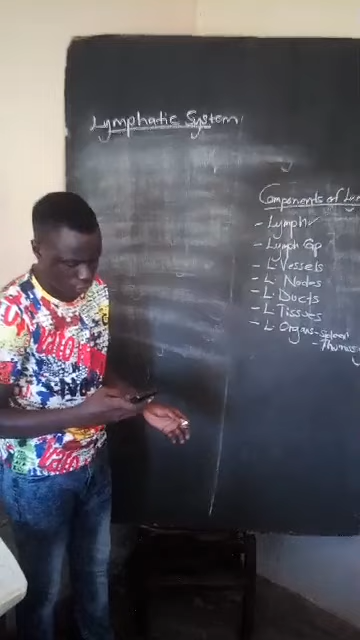 Lymphatic System
Components of
- Lymph ✓
- Lymph Cap
- L. Vessels
- L. Nodes
- L. Ducts
- L. Tissues
- L. Organs - Spleen
- Thymus